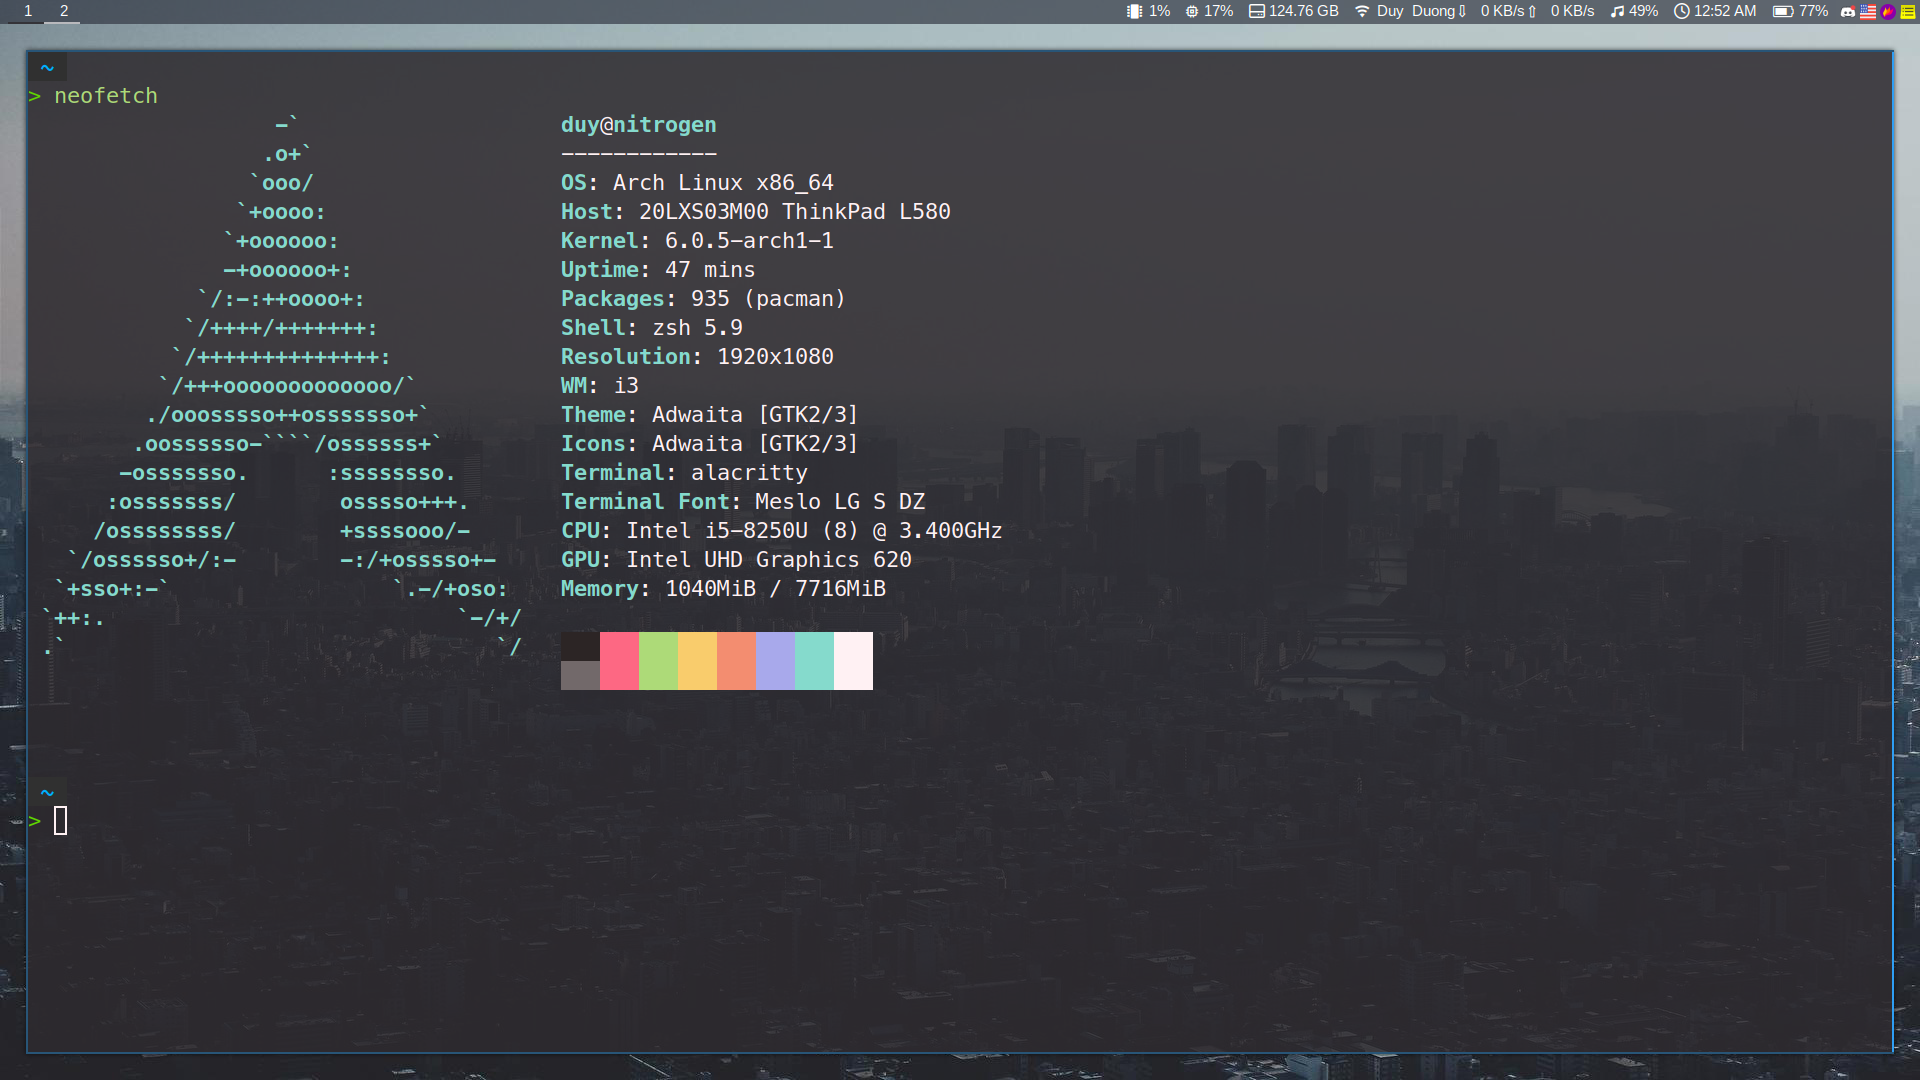 1 2 1% 17% 124.76 GB Duy Duong⇩ 0 KB/s⇧ 0 KB/s 49% 12:52 AM 77%
~
> neofetch
-` duy@nitrogen
.o+` ------------
`ooo/ OS: Arch Linux x86_64
`+oooo: Host: 20LXS03M00 ThinkPad L580
`+oooooo: Kernel: 6.0.5-arch1-1
-+oooooo+: Uptime: 47 mins
`/:-:++oooo+: Packages: 935 (pacman)
`/++++/+++++++: Shell: zsh 5.9
`/++++++++++++++: Resolution: 1920x1080
`/+++ooooooooooooo/` WM: i3
./ooosssso++osssssso+` Theme: Adwaita [GTK2/3]
.oossssso-````/ossssss+` Icons: Adwaita [GTK2/3]
-osssssso. :ssssssso. Terminal: alacritty
:osssssss/ osssso+++. Terminal Font: Meslo LG S DZ
/ossssssss/ +ssssooo/- CPU: Intel i5-8250U (8) @ 3.400GHz
`/ossssso+/:- -:/+osssso+- GPU: Intel UHD Graphics 620
`+sso+:-` `.-/+oso: Memory: 1040MiB / 7716MiB
`++:. `-/+/
.` `/
~
>